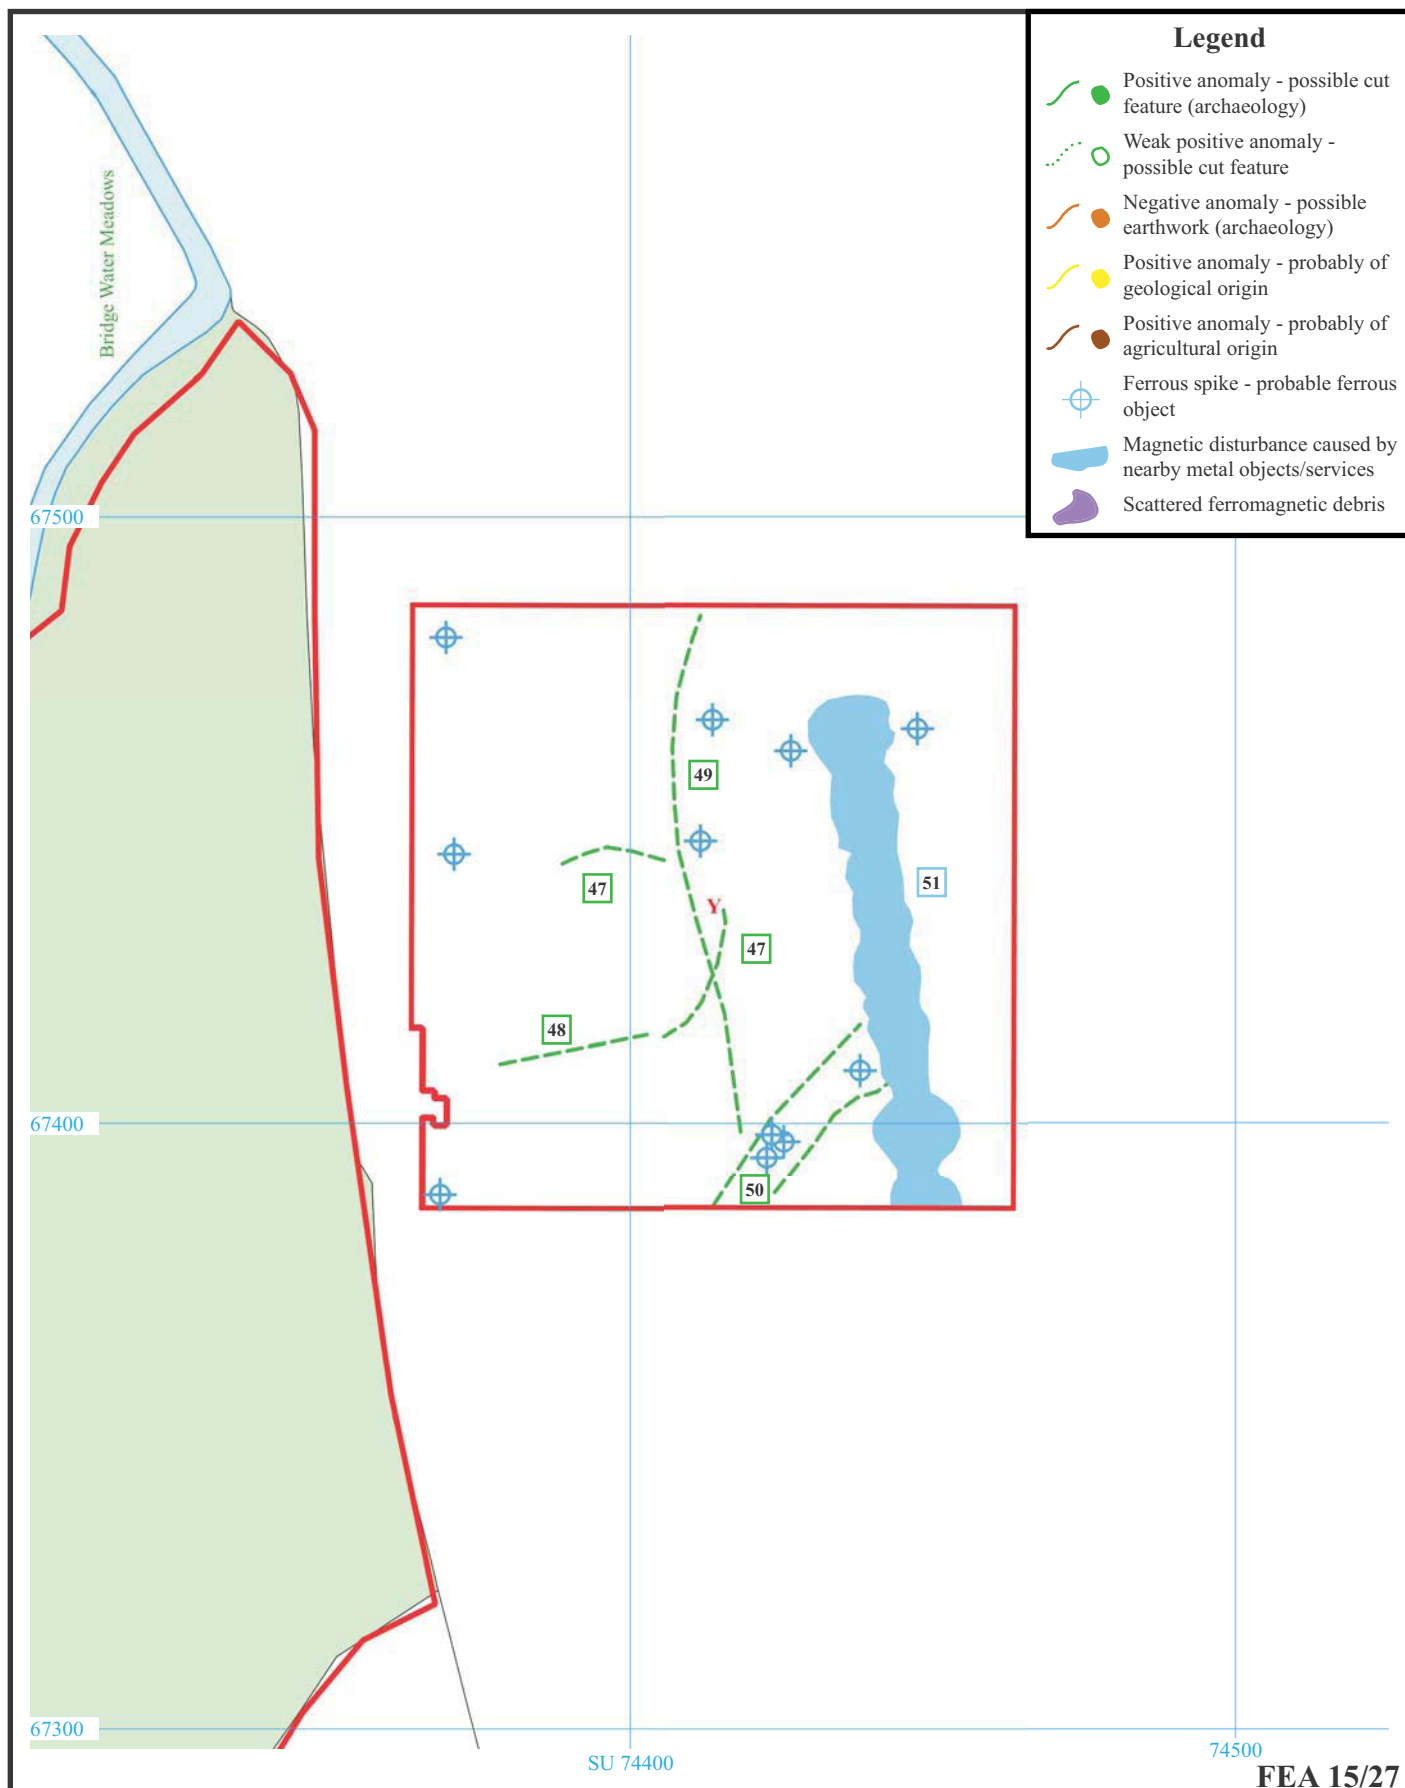 Legend
Positive anomaly - possible cut
feature (archaeology)
Weak positive anomaly -
possible cut feature
Negative anomaly - possible
earthwork (archaeology)
Positive anomaly - probably of
geological origin
Positive anomaly - probably of
agricultural origin
Ferrous spike - probable ferrous
object
Magnetic disturbance caused by
nearby metal objects/services
Scattered ferromagnetic debris
Bridge Water Meadows
67500
49
47
51
Y
47
48
67400
50
67300
SU 74400
74500
FEA 15/27